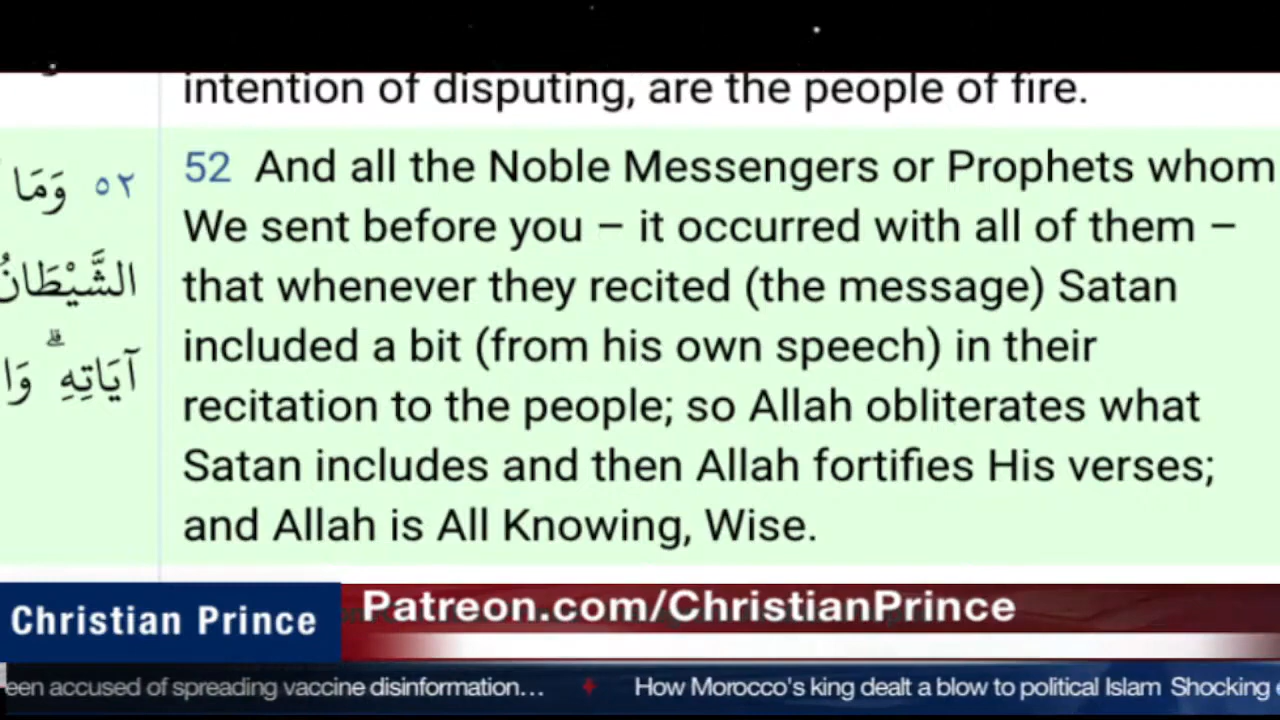 intention of disputing, are the people of fire.
٥٢ وَمَا
52 And all the Noble Messengers or Prophets whom
We sent before you – it occurred with all of them –
الشَّيْطَانُ
that whenever they recited (the message) Satan
included a bit (from his own speech) in their
آيَاتِهِ ۗ وَا
recitation to the people; so Allah obliterates what
Satan includes and then Allah fortifies His verses;
and Allah is All Knowing, Wise.
Christian Prince
Patreon.com/ChristianPrince
een accused of spreading vaccine disinformation... How Morocco's king dealt a blow to political Islam Shocking